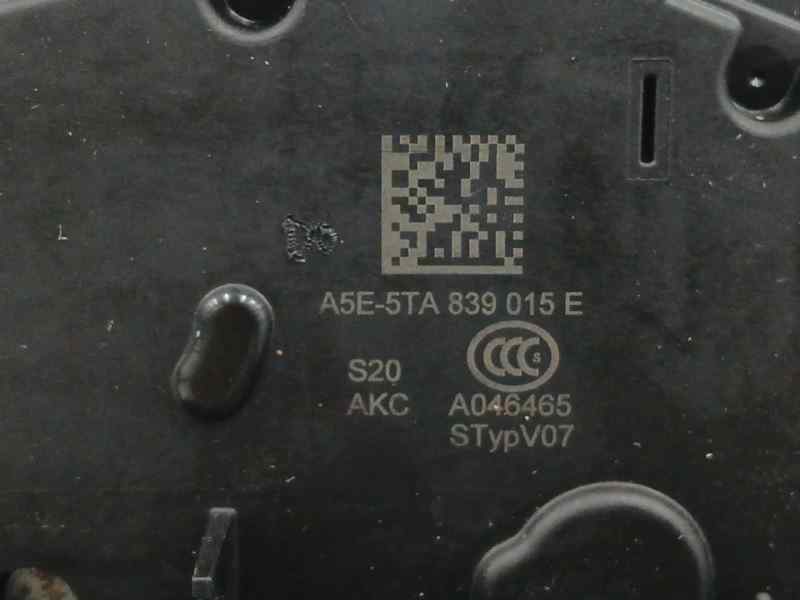 A5E-5TA 839 015 E
CCC S
S20
AKC A046465
STypV07